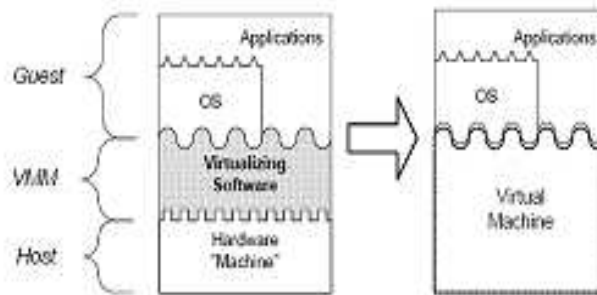 Guest
VMM
Host
Applications
OS
Virtualizing
Software
Hardware
"Machine"
Applications
OS
Virtual
Machine